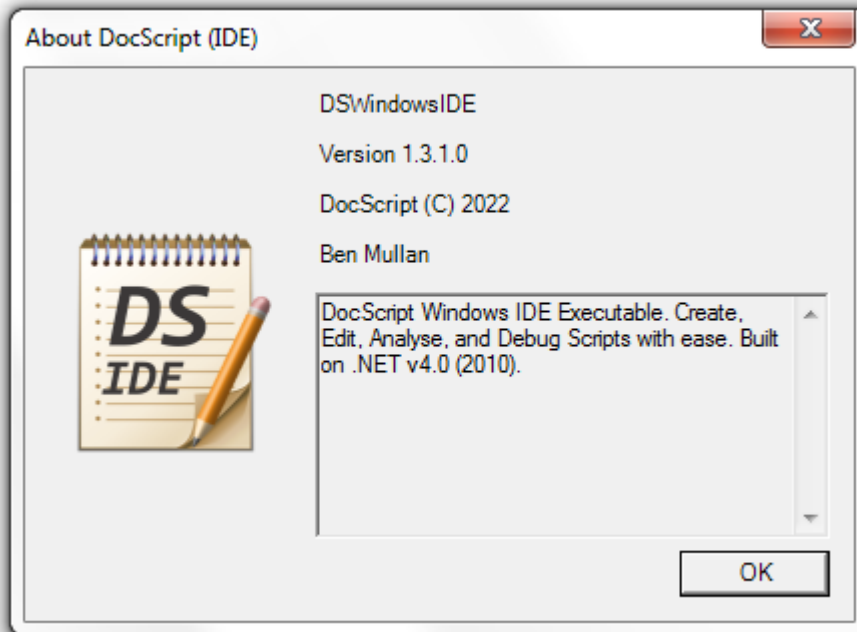 About DocScript (IDE)
DSWindowsIDE
Version 1.3.1.0
DocScript (C) 2022
Ben Mullan
DS
IDE
DocScript Windows IDE Executable. Create,
Edit, Analyse, and Debug Scripts with ease. Built
on .NET v4.0 (2010).
OK